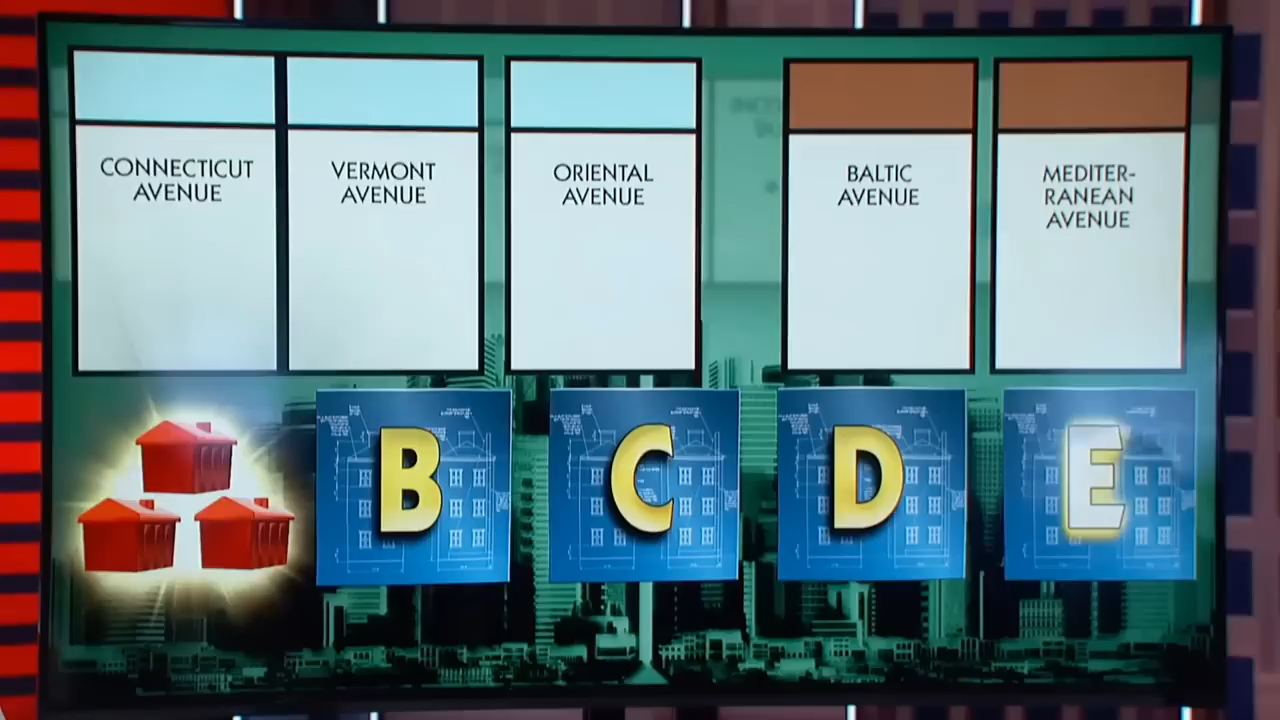 CONNECTICUT
AVENUE
VERMONT
AVENUE
ORIENTAL
AVENUE
BALTIC
AVENUE
MEDITER-
RANEAN
AVENUE
B
C
D
E